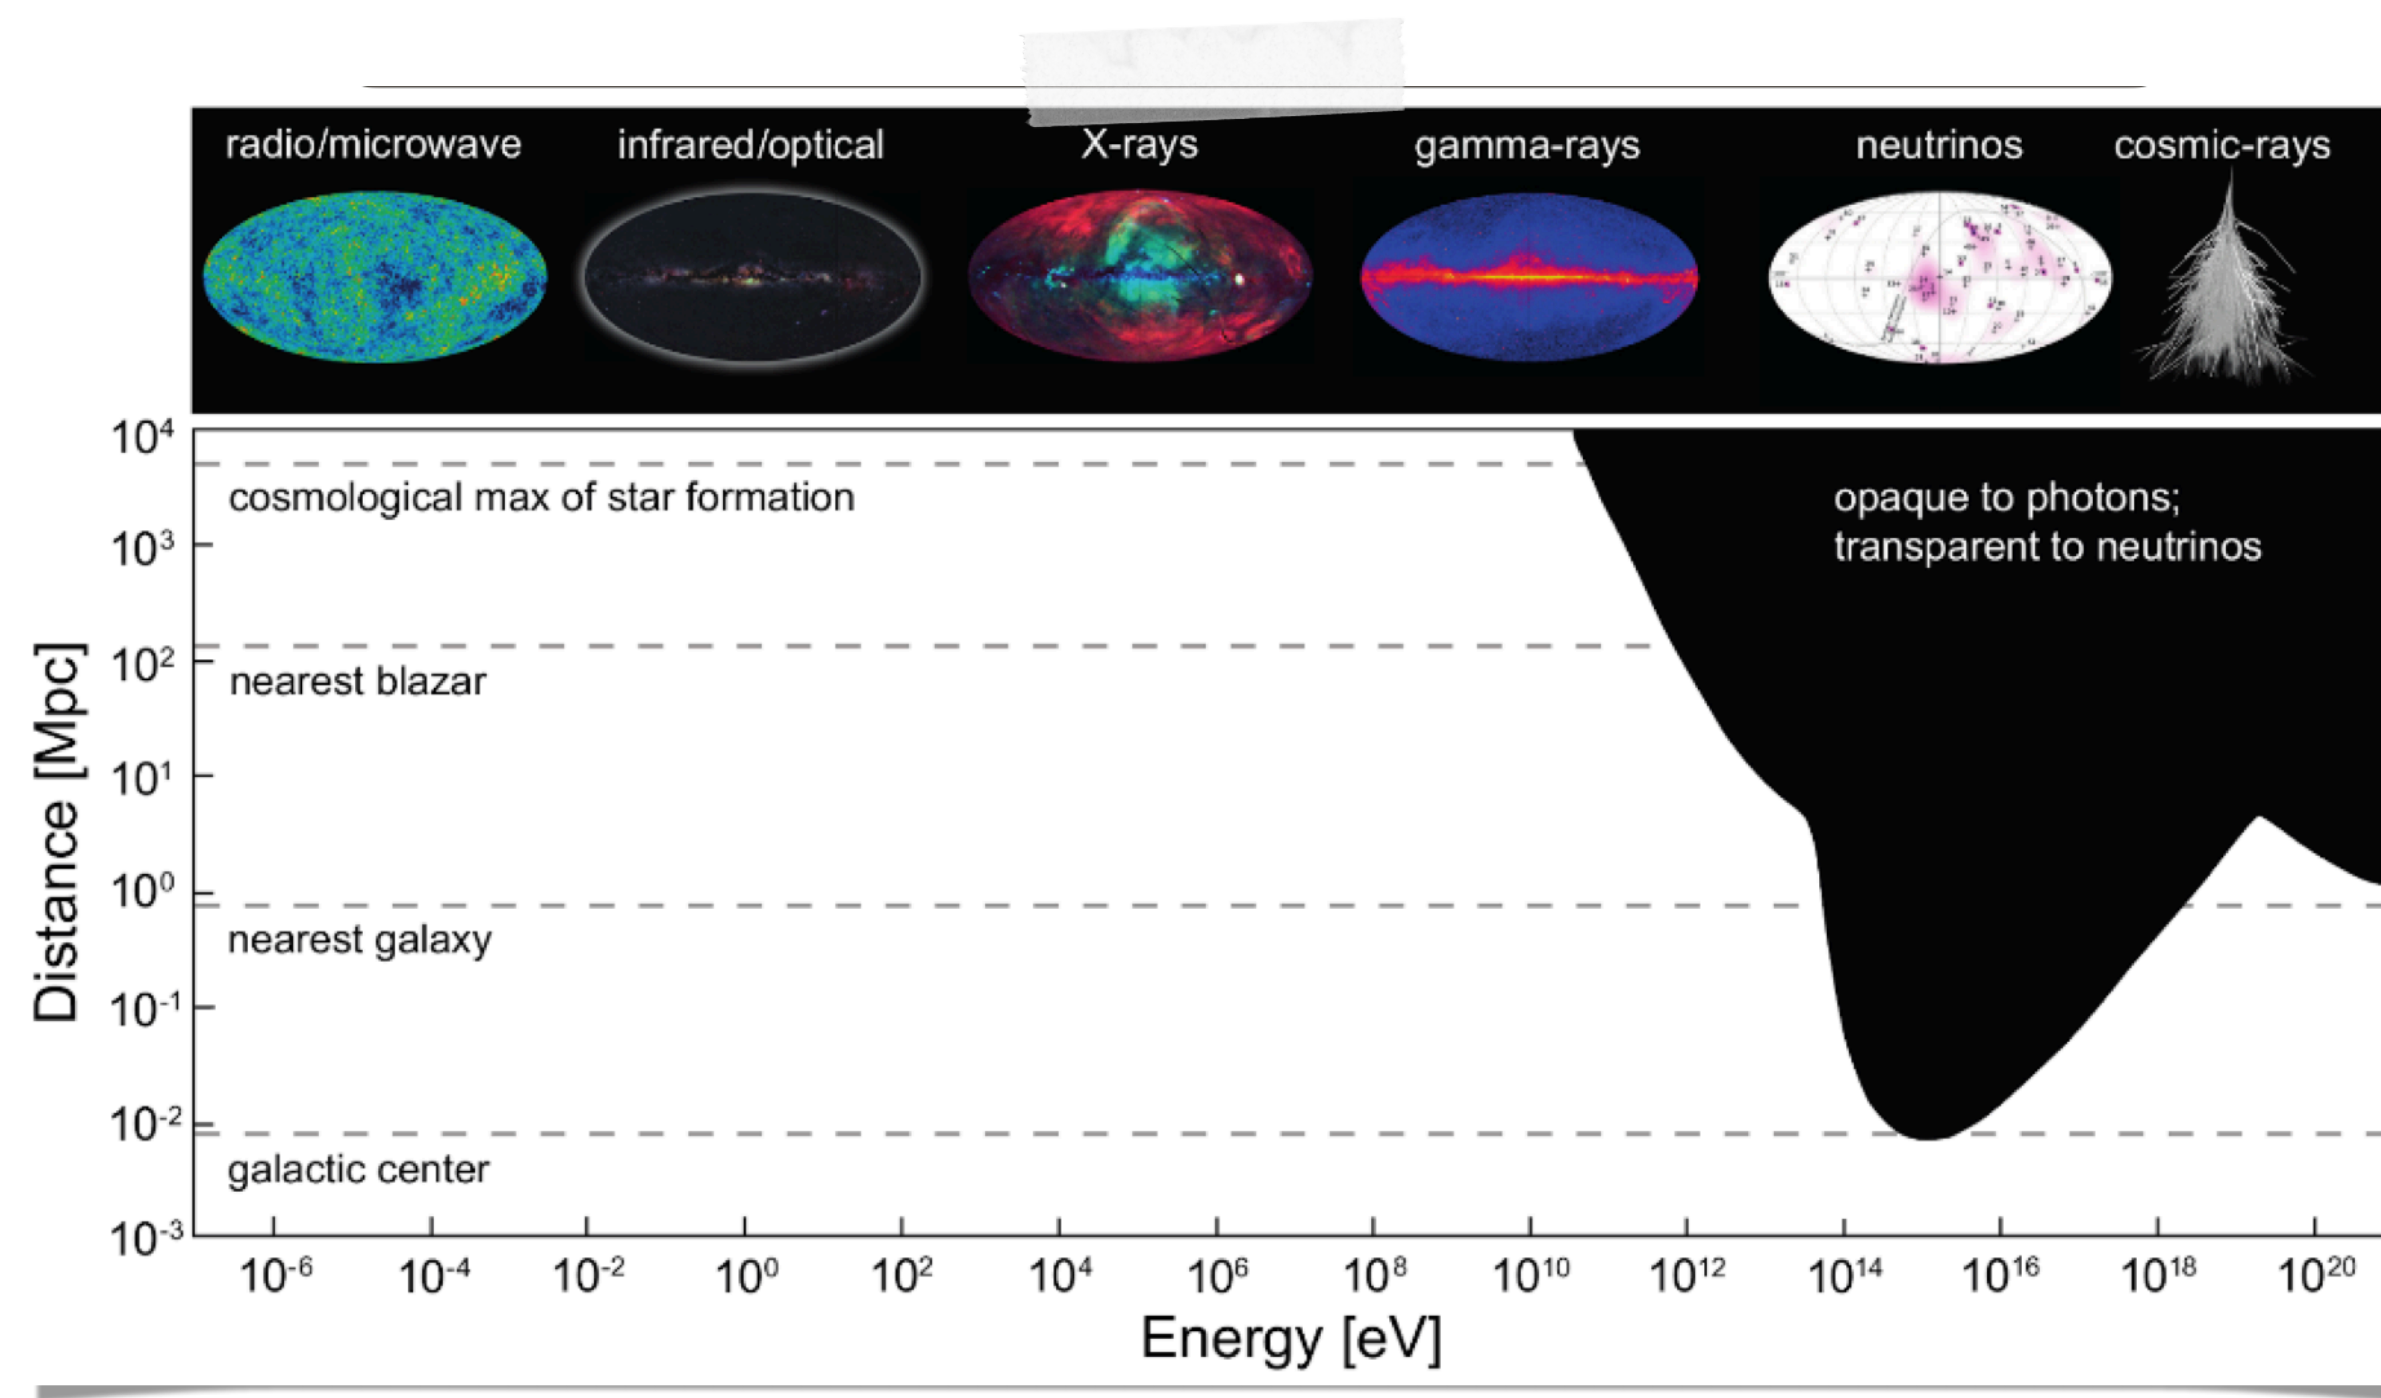 radio/microwave infrared/optical X-rays gamma-rays neutrinos cosmic-rays
10⁴
cosmological max of star formation
opaque to photons;
transparent to neutrinos
10³
10²
nearest blazar
10¹
10⁰
nearest galaxy
10⁻¹
10⁻²
galactic center
10⁻³
Distance [Mpc]
10⁻⁶ 10⁻⁴ 10⁻² 10⁰ 10² 10⁴ 10⁶ 10⁸ 10¹⁰ 10¹² 10¹⁴ 10¹⁶ 10¹⁸ 10²⁰
Energy [eV]